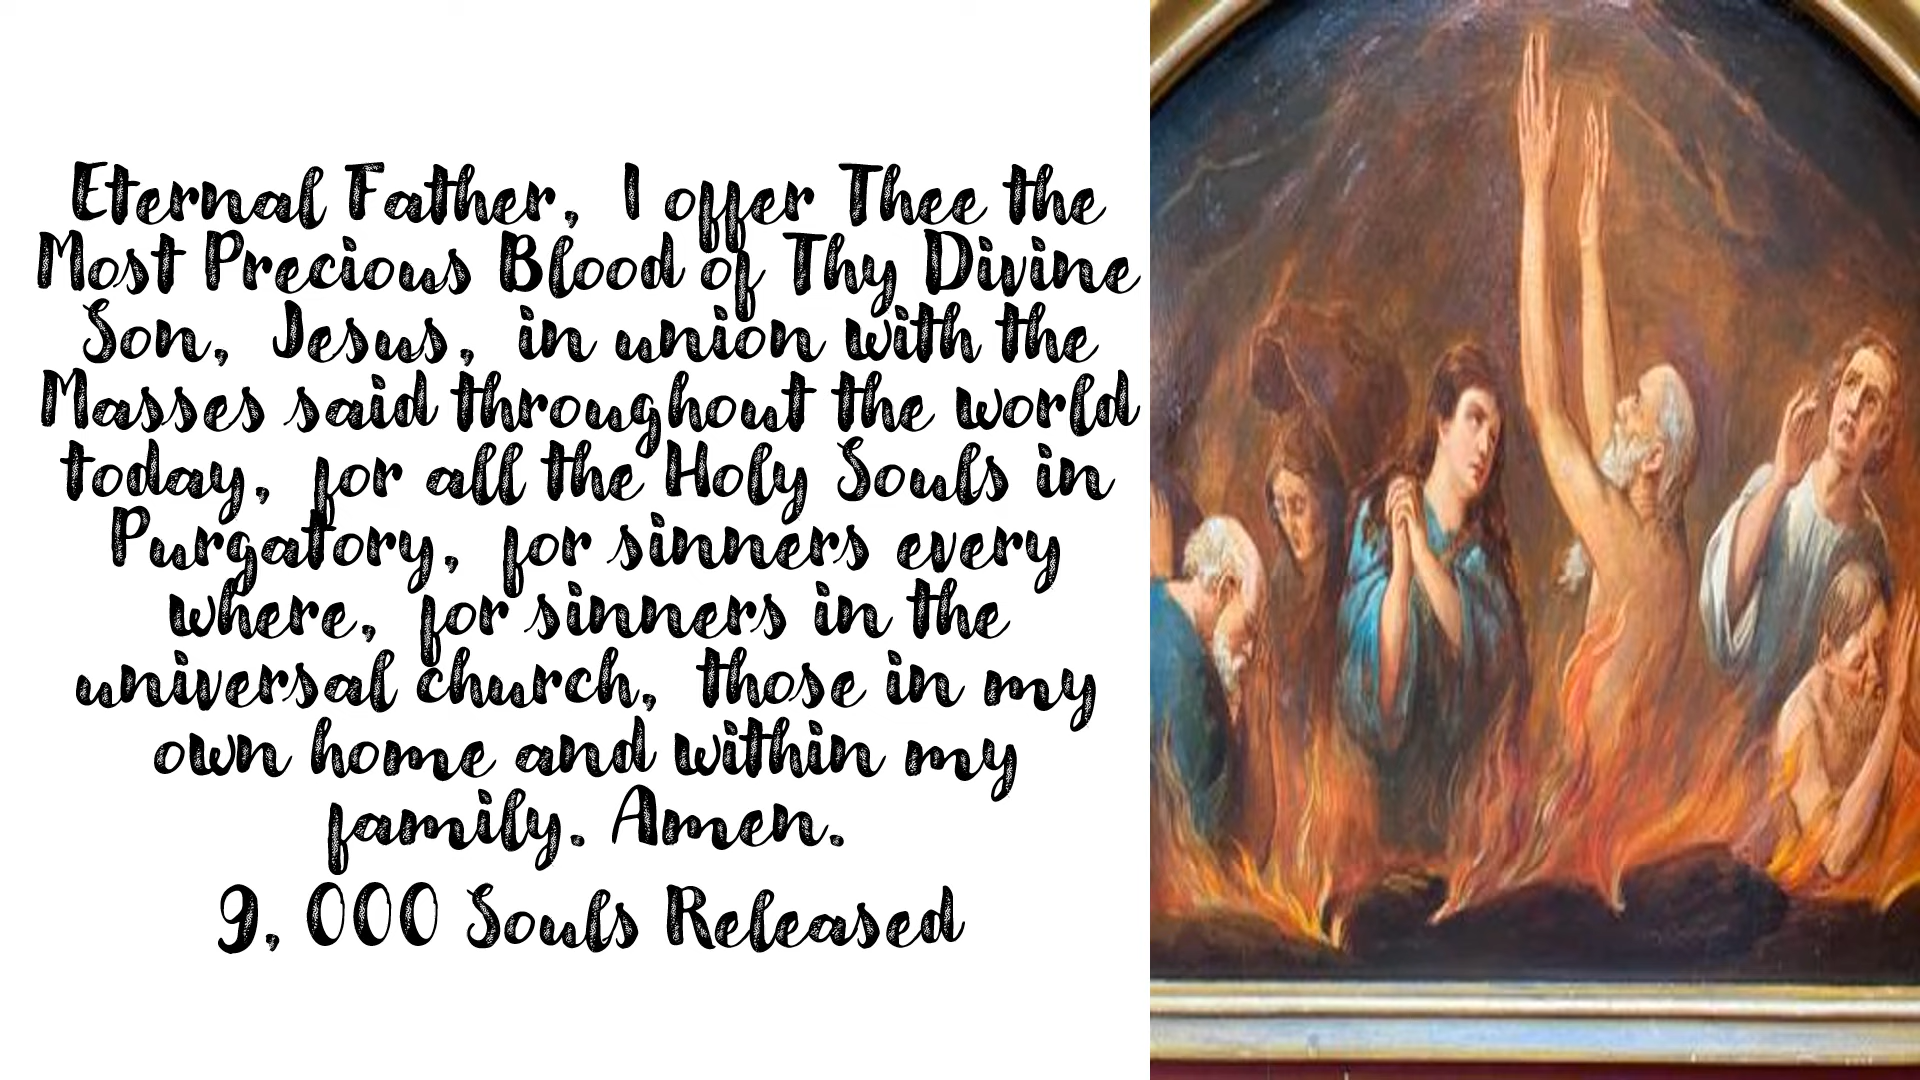 Eternal Father, I offer Thee the
Most Precious Blood of Thy Divine
Son, Jesus, in union with the
Masses said throughout the world
today, for all the Holy Souls in
Purgatory, for sinners every
where, for sinners in the
universal church, those in my
own home and within my
family. Amen.
9,000 Souls Released